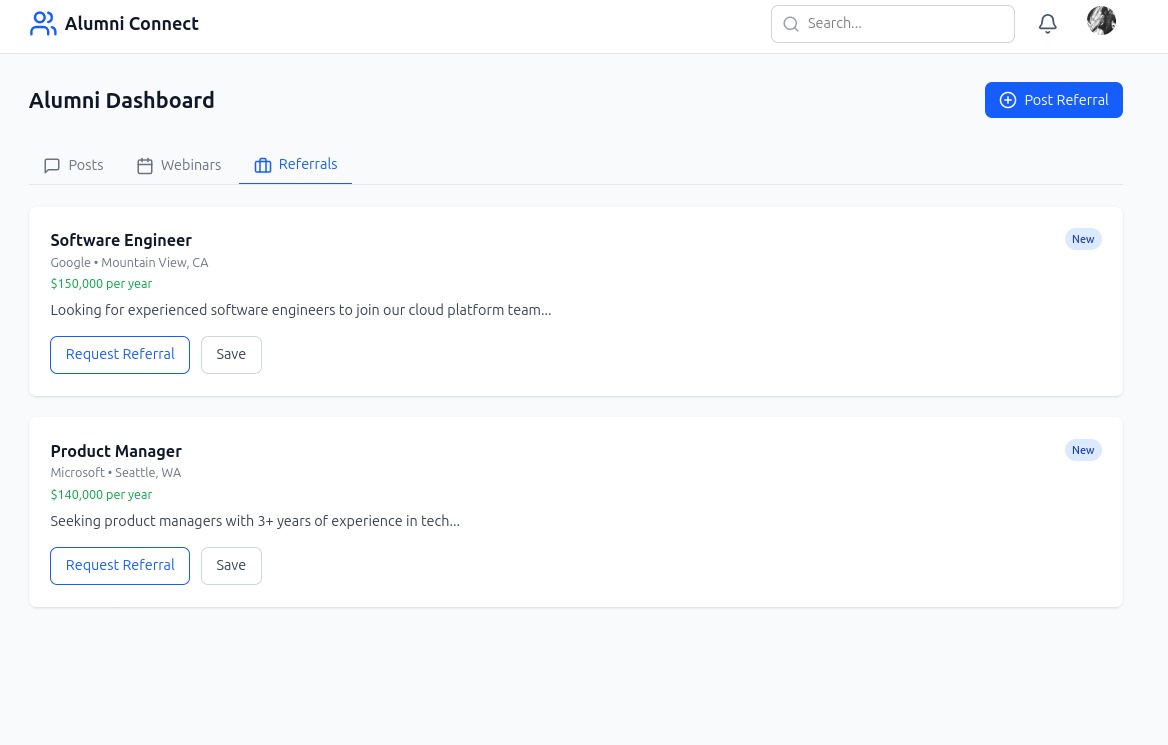 Alumni Connect
Search...
Alumni Dashboard
Post Referral
Posts
Webinars
Referrals
Software Engineer
New
Google • Mountain View, CA
$150,000 per year
Looking for experienced software engineers to join our cloud platform team...
Request Referral
Save
Product Manager
New
Microsoft • Seattle, WA
$140,000 per year
Seeking product managers with 3+ years of experience in tech...
Request Referral
Save